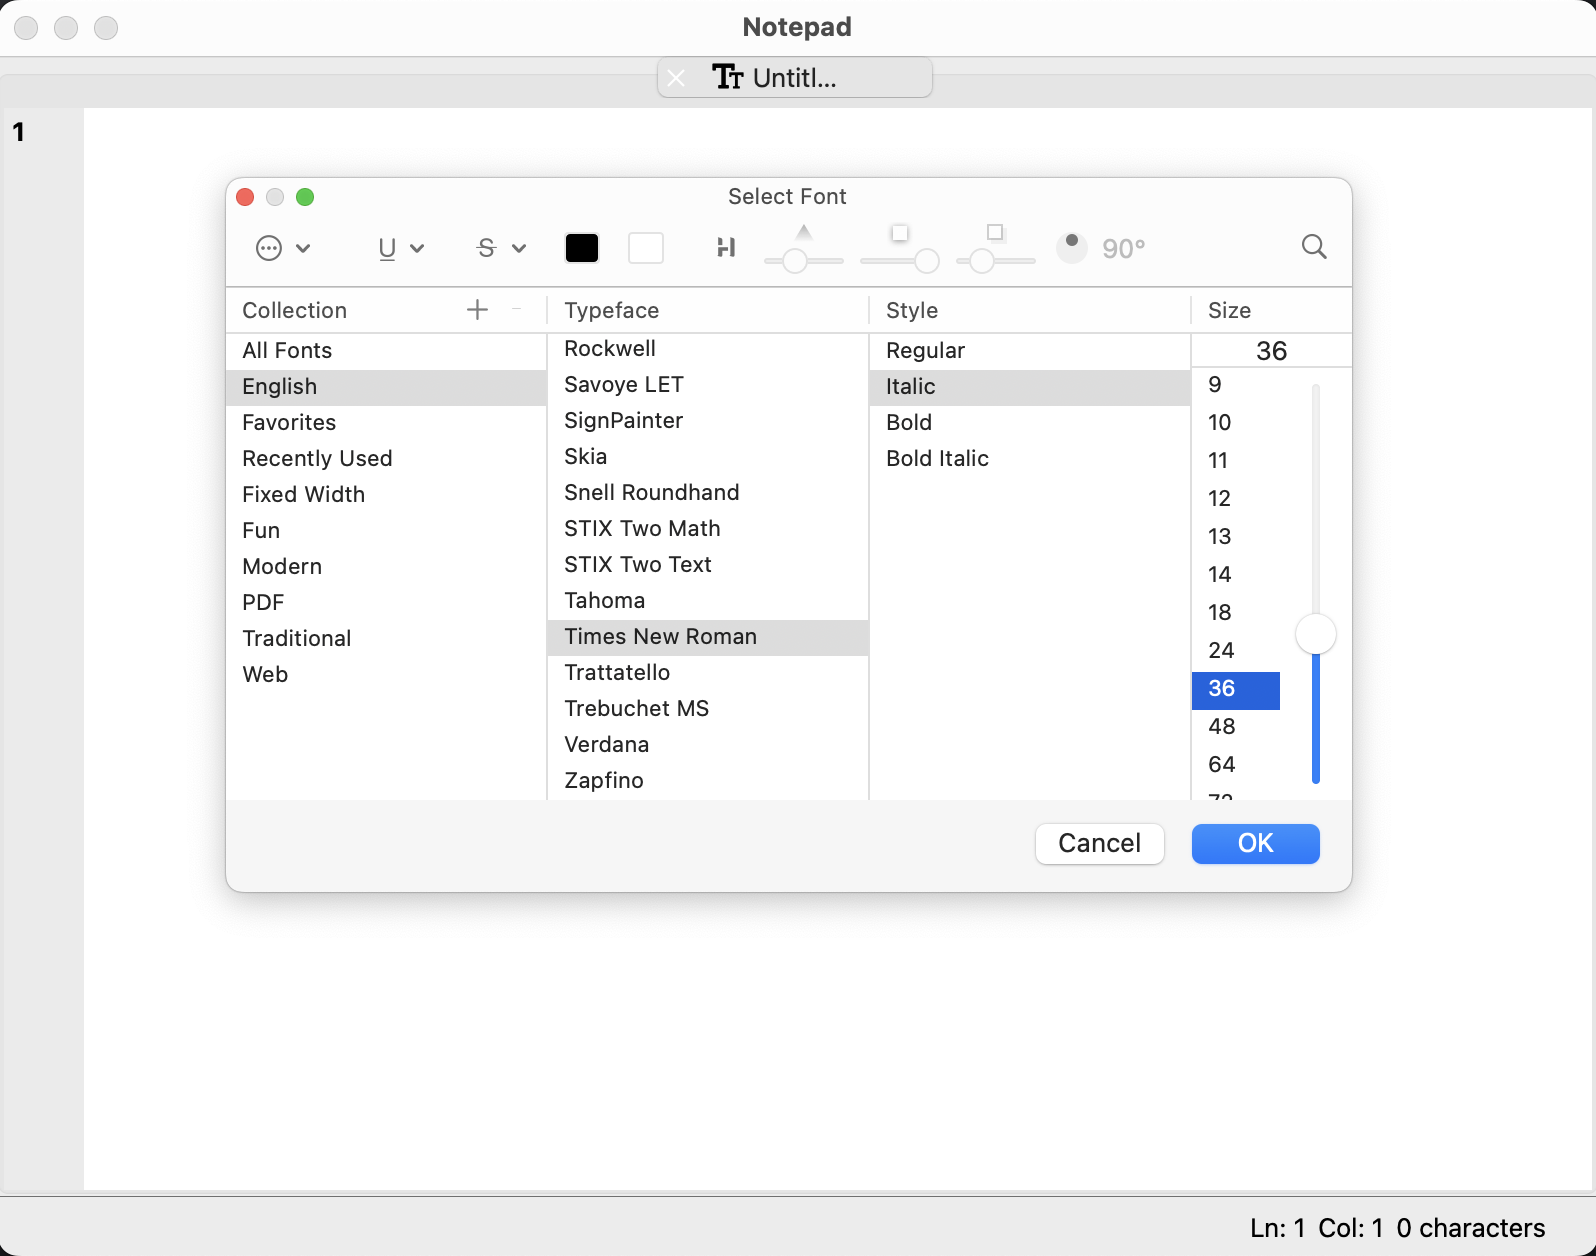 Notepad
Untitl...
1
Select Font
U
S
90°
Collection
All Fonts
English
Favorites
Recently Used
Fixed Width
Fun
Modern
PDF
Traditional
Web
Typeface
Rockwell
Savoye LET
SignPainter
Skia
Snell Roundhand
STIX Two Math
STIX Two Text
Tahoma
Times New Roman
Trattatello
Trebuchet MS
Verdana
Zapfino
Style
Regular
Italic
Bold
Bold Italic
Size
36
9
10
11
12
13
14
18
24
36
48
64
Cancel
OK
Ln: 1 Col: 1 0 characters